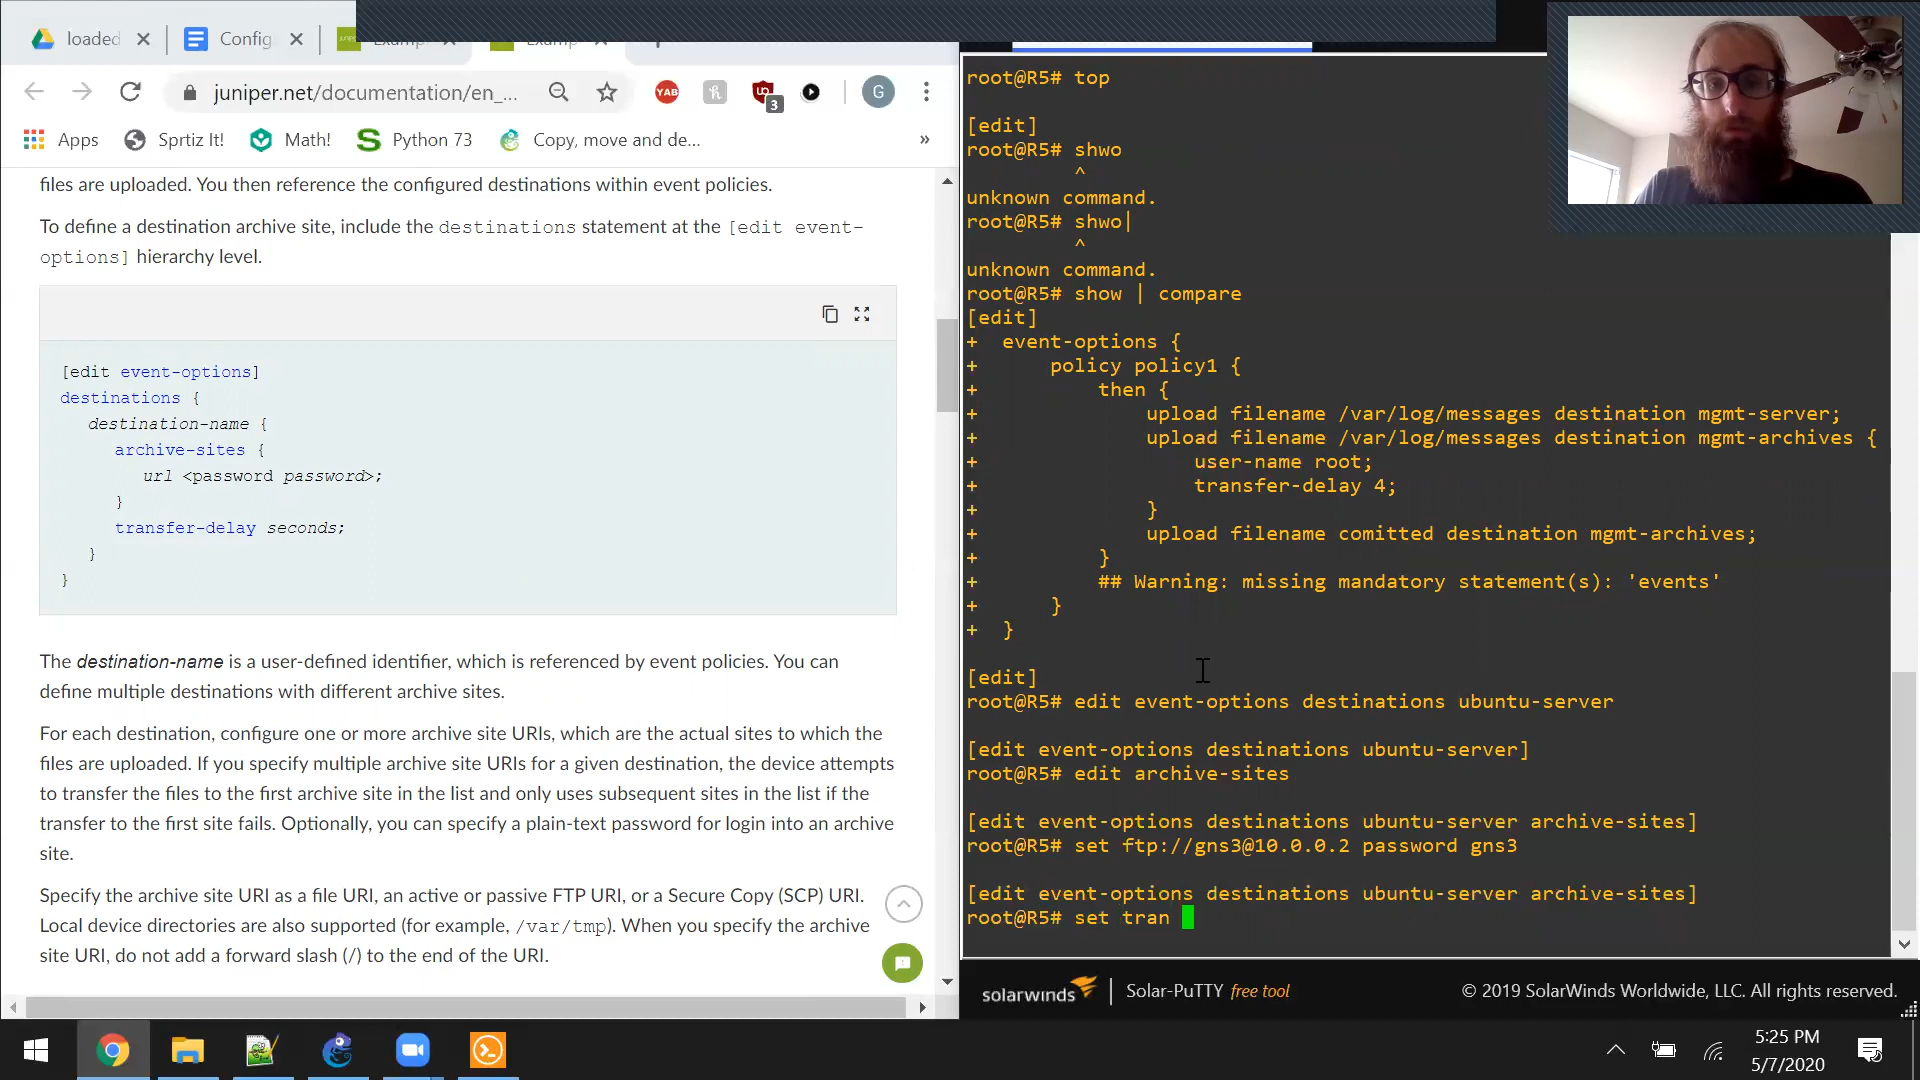 loaded
Config
juniper.net/documentation/en_...
YAB
3
G
Apps
Sprtiz It!
Math!
Python 73
Copy, move and de...
»
files are uploaded. You then reference the configured destinations within event policies.
To define a destination archive site, include the destinations statement at the [edit event-
options] hierarchy level.
[edit event-options]
destinations {
destination-name {
archive-sites {
url <password password>;
}
transfer-delay seconds;
}
}
The destination-name is a user-defined identifier, which is referenced by event policies. You can
define multiple destinations with different archive sites.
For each destination, configure one or more archive site URIs, which are the actual sites to which the
files are uploaded. If you specify multiple archive site URIs for a given destination, the device attempts
to transfer the files to the first archive site in the list and only uses subsequent sites in the list if the
transfer to the first site fails. Optionally, you can specify a plain-text password for login into an archive
site.
Specify the archive site URI as a file URI, an active or passive FTP URI, or a Secure Copy (SCP) URI.
Local device directories are also supported (for example, /var/tmp). When you specify the archive
site URI, do not add a forward slash (/) to the end of the URI.
root@R5# top
[edit]
root@R5# shwo
^
unknown command.
root@R5# shwo|
^
unknown command.
root@R5# show | compare
[edit]
+  event-options {
+      policy policy1 {
+          then {
+              upload filename /var/log/messages destination mgmt-server;
+              upload filename /var/log/messages destination mgmt-archives {
+                  user-name root;
+                  transfer-delay 4;
+              }
+              upload filename comitted destination mgmt-archives;
+          }
+          ## Warning: missing mandatory statement(s): 'events'
+      }
+  }
[edit]
root@R5# edit event-options destinations ubuntu-server
[edit event-options destinations ubuntu-server]
root@R5# edit archive-sites
[edit event-options destinations ubuntu-server archive-sites]
root@R5# set ftp://gns3@10.0.0.2 password gns3
[edit event-options destinations ubuntu-server archive-sites]
root@R5# set tran
solarwinds
Solar-PuTTY free tool
© 2019 SolarWinds Worldwide, LLC. All rights reserved.
5:25 PM
5/7/2020